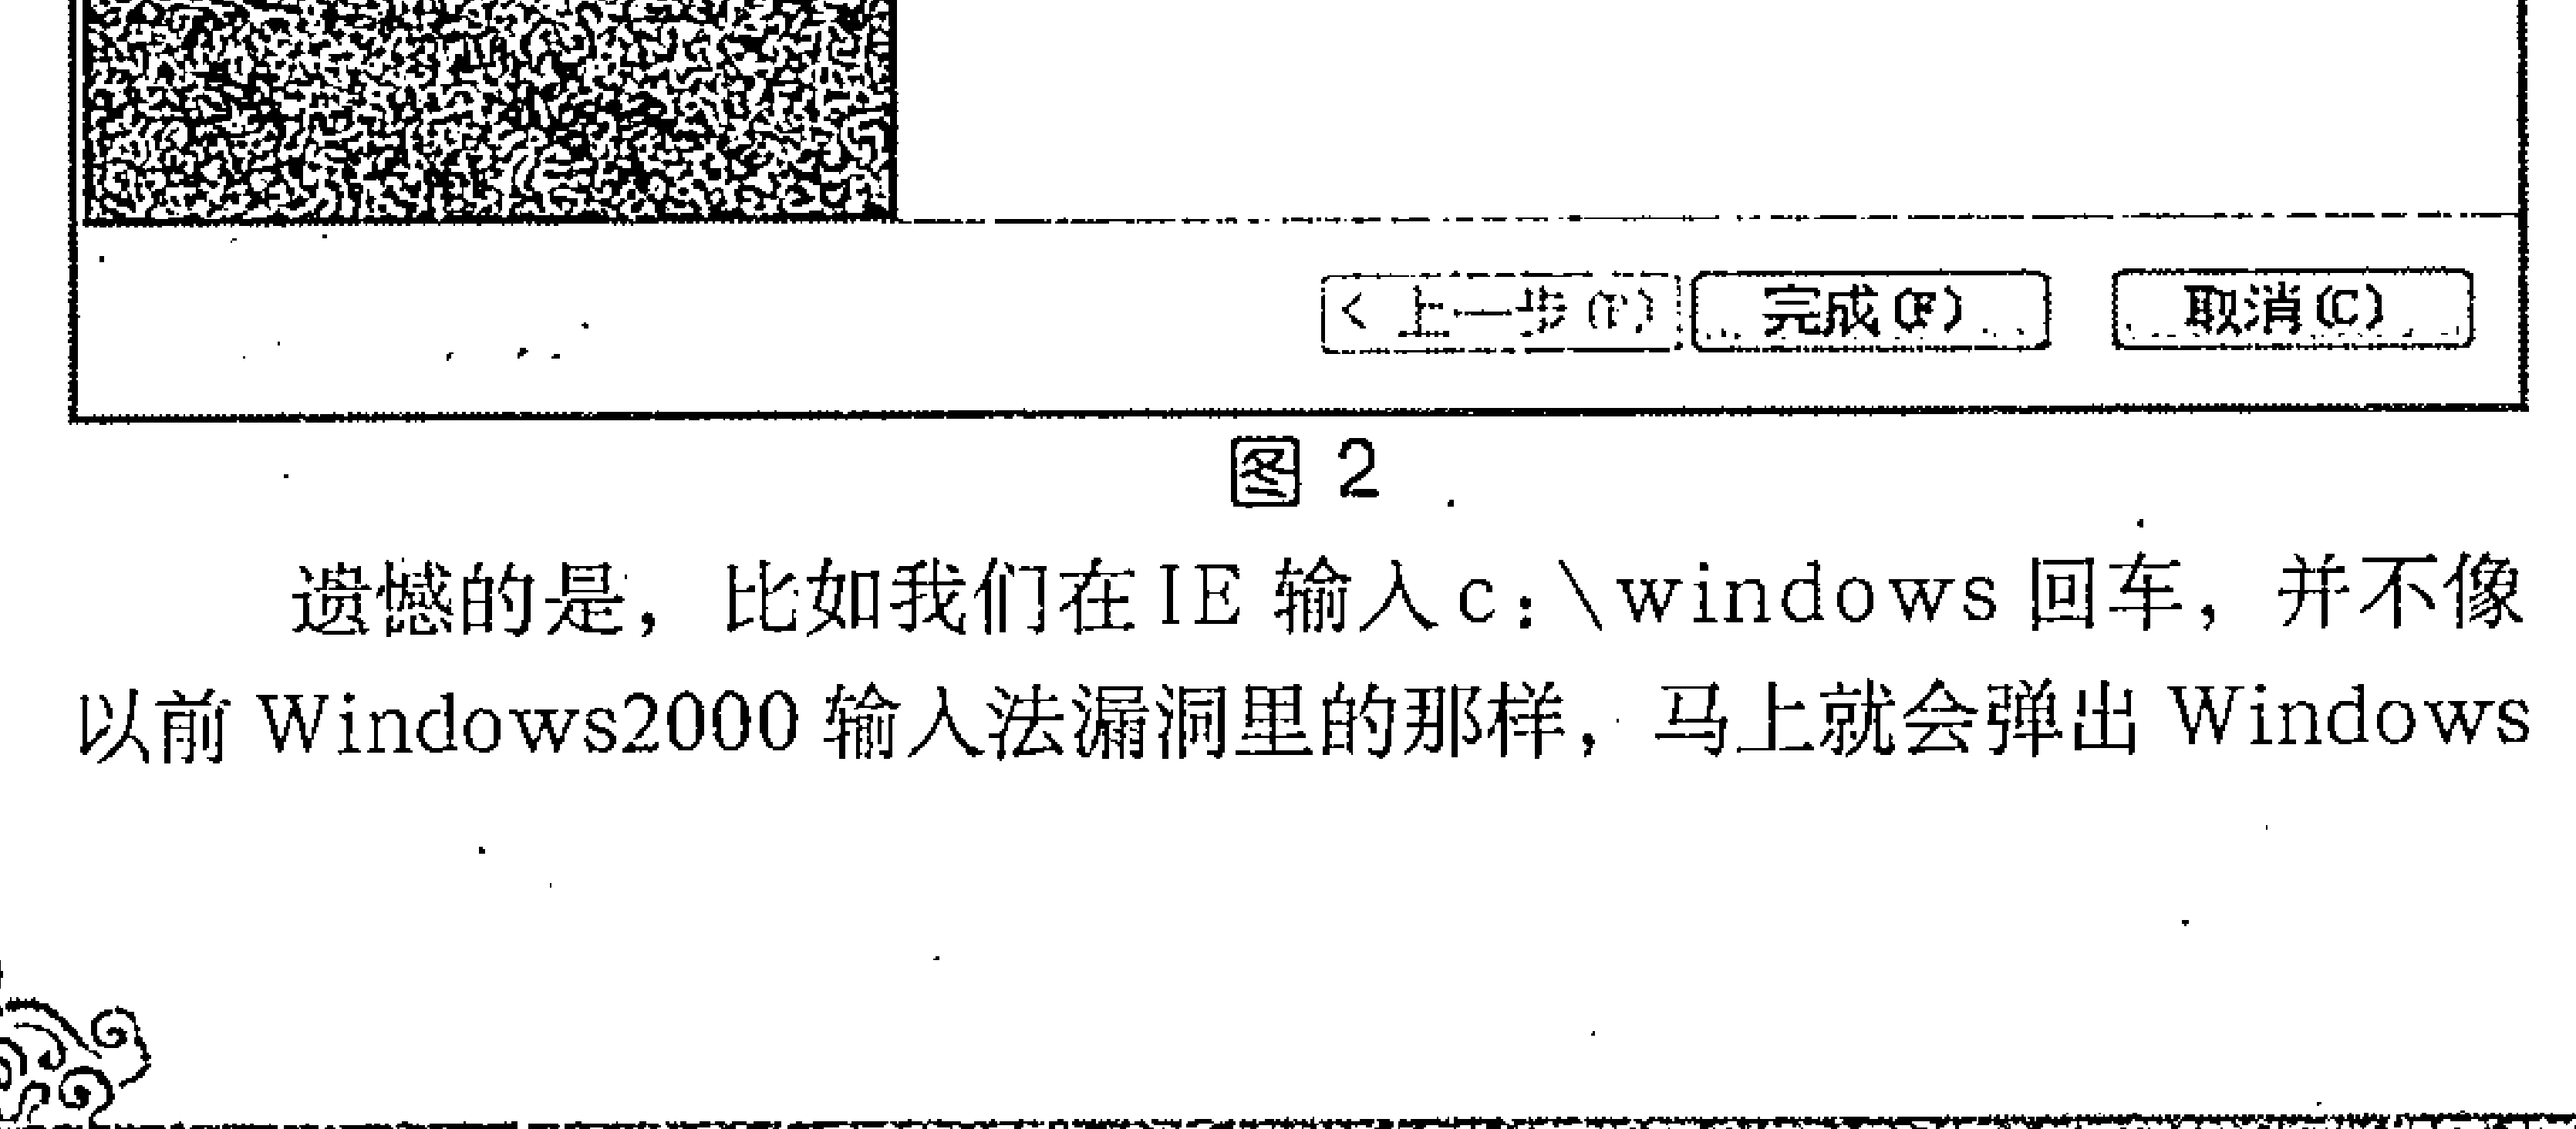 < 上一步(P) 完成(F) 取消(C)
图 2
遗憾的是，比如我们在 IE 输入 c:\windows 回车，并不像
以前 Windows2000 输入法漏洞里的那样，马上就会弹出 Windows